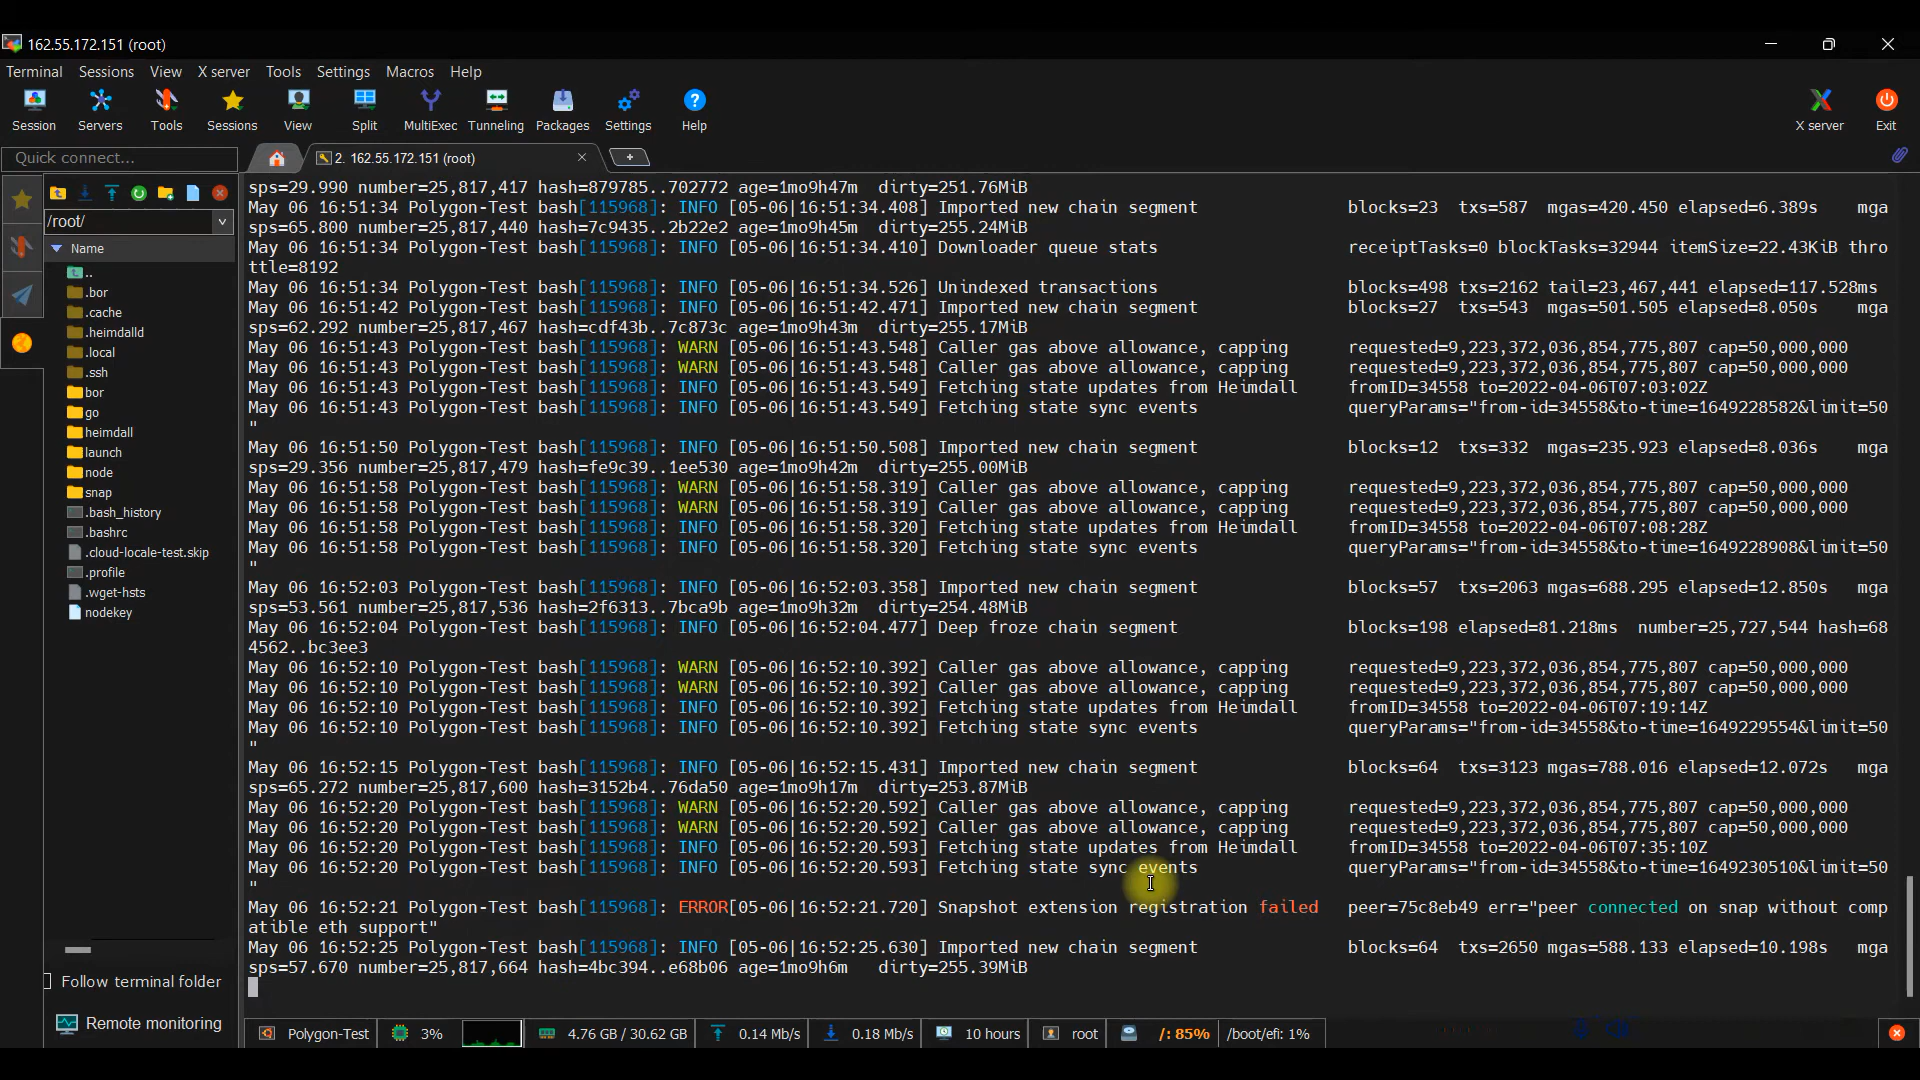 162.55.172.151 (root)
Terminal Sessions View X server Tools Settings Macros Help
Session Servers Tools Sessions View Split MultiExec Tunneling Packages Settings Help X server Exit
Quick connect...
2. 162.55.172.151 (root)
/root/
Name
..
.bor
.cache
.heimdalld
.local
.ssh
bor
go
heimdall
launch
node
snap
.bash_history
.bashrc
.cloud-locale-test.skip
.profile
.wget-hsts
nodekey
Follow terminal folder
Remote monitoring
sps=29.990 number=25,817,417 hash=879785..702772 age=1mo9h47m dirty=251.76MiB
May 06 16:51:34 Polygon-Test bash[115968]: INFO [05-06|16:51:34.408] Imported new chain segment blocks=23 txs=587 mgas=420.450 elapsed=6.389s mga
sps=65.800 number=25,817,440 hash=7c9435..2b22e2 age=1mo9h45m dirty=255.24MiB
May 06 16:51:34 Polygon-Test bash[115968]: INFO [05-06|16:51:34.410] Downloader queue stats receiptTasks=0 blockTasks=32944 itemSize=22.43KiB thro
ttle=8192
May 06 16:51:34 Polygon-Test bash[115968]: INFO [05-06|16:51:34.526] Unindexed transactions blocks=498 txs=2162 tail=23,467,441 elapsed=117.528ms
May 06 16:51:42 Polygon-Test bash[115968]: INFO [05-06|16:51:42.471] Imported new chain segment blocks=27 txs=543 mgas=501.505 elapsed=8.050s mga
sps=62.292 number=25,817,467 hash=cdf43b..7c873c age=1mo9h43m dirty=255.17MiB
May 06 16:51:43 Polygon-Test bash[115968]: WARN [05-06|16:51:43.548] Caller gas above allowance, capping requested=9,223,372,036,854,775,807 cap=50,000,000
May 06 16:51:43 Polygon-Test bash[115968]: WARN [05-06|16:51:43.548] Caller gas above allowance, capping requested=9,223,372,036,854,775,807 cap=50,000,000
May 06 16:51:43 Polygon-Test bash[115968]: INFO [05-06|16:51:43.549] Fetching state updates from Heimdall fromID=34558 to=2022-04-06T07:03:02Z
May 06 16:51:43 Polygon-Test bash[115968]: INFO [05-06|16:51:43.549] Fetching state sync events queryParams="from-id=34558&to-time=1649228582&limit=50
"
May 06 16:51:50 Polygon-Test bash[115968]: INFO [05-06|16:51:50.508] Imported new chain segment blocks=12 txs=332 mgas=235.923 elapsed=8.036s mga
sps=29.356 number=25,817,479 hash=fe9c39..1ee530 age=1mo9h42m dirty=255.00MiB
May 06 16:51:58 Polygon-Test bash[115968]: WARN [05-06|16:51:58.319] Caller gas above allowance, capping requested=9,223,372,036,854,775,807 cap=50,000,000
May 06 16:51:58 Polygon-Test bash[115968]: WARN [05-06|16:51:58.319] Caller gas above allowance, capping requested=9,223,372,036,854,775,807 cap=50,000,000
May 06 16:51:58 Polygon-Test bash[115968]: INFO [05-06|16:51:58.320] Fetching state updates from Heimdall fromID=34558 to=2022-04-06T07:08:28Z
May 06 16:51:58 Polygon-Test bash[115968]: INFO [05-06|16:51:58.320] Fetching state sync events queryParams="from-id=34558&to-time=1649228908&limit=50
"
May 06 16:52:03 Polygon-Test bash[115968]: INFO [05-06|16:52:03.358] Imported new chain segment blocks=57 txs=2063 mgas=688.295 elapsed=12.850s mga
sps=53.561 number=25,817,536 hash=2f6313..7bca9b age=1mo9h32m dirty=254.48MiB
May 06 16:52:04 Polygon-Test bash[115968]: INFO [05-06|16:52:04.477] Deep froze chain segment blocks=198 elapsed=81.218ms number=25,727,544 hash=68
4562..bc3ee3
May 06 16:52:10 Polygon-Test bash[115968]: WARN [05-06|16:52:10.392] Caller gas above allowance, capping requested=9,223,372,036,854,775,807 cap=50,000,000
May 06 16:52:10 Polygon-Test bash[115968]: WARN [05-06|16:52:10.392] Caller gas above allowance, capping requested=9,223,372,036,854,775,807 cap=50,000,000
May 06 16:52:10 Polygon-Test bash[115968]: INFO [05-06|16:52:10.392] Fetching state updates from Heimdall fromID=34558 to=2022-04-06T07:19:14Z
May 06 16:52:10 Polygon-Test bash[115968]: INFO [05-06|16:52:10.392] Fetching state sync events queryParams="from-id=34558&to-time=1649229554&limit=50
"
May 06 16:52:15 Polygon-Test bash[115968]: INFO [05-06|16:52:15.431] Imported new chain segment blocks=64 txs=3123 mgas=788.016 elapsed=12.072s mga
sps=65.272 number=25,817,600 hash=3152b4..76da50 age=1mo9h17m dirty=253.87MiB
May 06 16:52:20 Polygon-Test bash[115968]: WARN [05-06|16:52:20.592] Caller gas above allowance, capping requested=9,223,372,036,854,775,807 cap=50,000,000
May 06 16:52:20 Polygon-Test bash[115968]: WARN [05-06|16:52:20.592] Caller gas above allowance, capping requested=9,223,372,036,854,775,807 cap=50,000,000
May 06 16:52:20 Polygon-Test bash[115968]: INFO [05-06|16:52:20.593] Fetching state updates from Heimdall fromID=34558 to=2022-04-06T07:35:10Z
May 06 16:52:20 Polygon-Test bash[115968]: INFO [05-06|16:52:20.593] Fetching state sync events queryParams="from-id=34558&to-time=1649230510&limit=50
"
May 06 16:52:21 Polygon-Test bash[115968]: ERROR[05-06|16:52:21.720] Snapshot extension registration failed peer=75c8eb49 err="peer connected on snap without comp
atible eth support"
May 06 16:52:25 Polygon-Test bash[115968]: INFO [05-06|16:52:25.630] Imported new chain segment blocks=64 txs=2650 mgas=588.133 elapsed=10.198s mga
sps=57.670 number=25,817,664 hash=4bc394..e68b06 age=1mo9h6m dirty=255.39MiB
Polygon-Test 3% 4.76 GB / 30.62 GB 0.14 Mb/s 0.18 Mb/s 10 hours root /: 85% /boot/efi: 1%